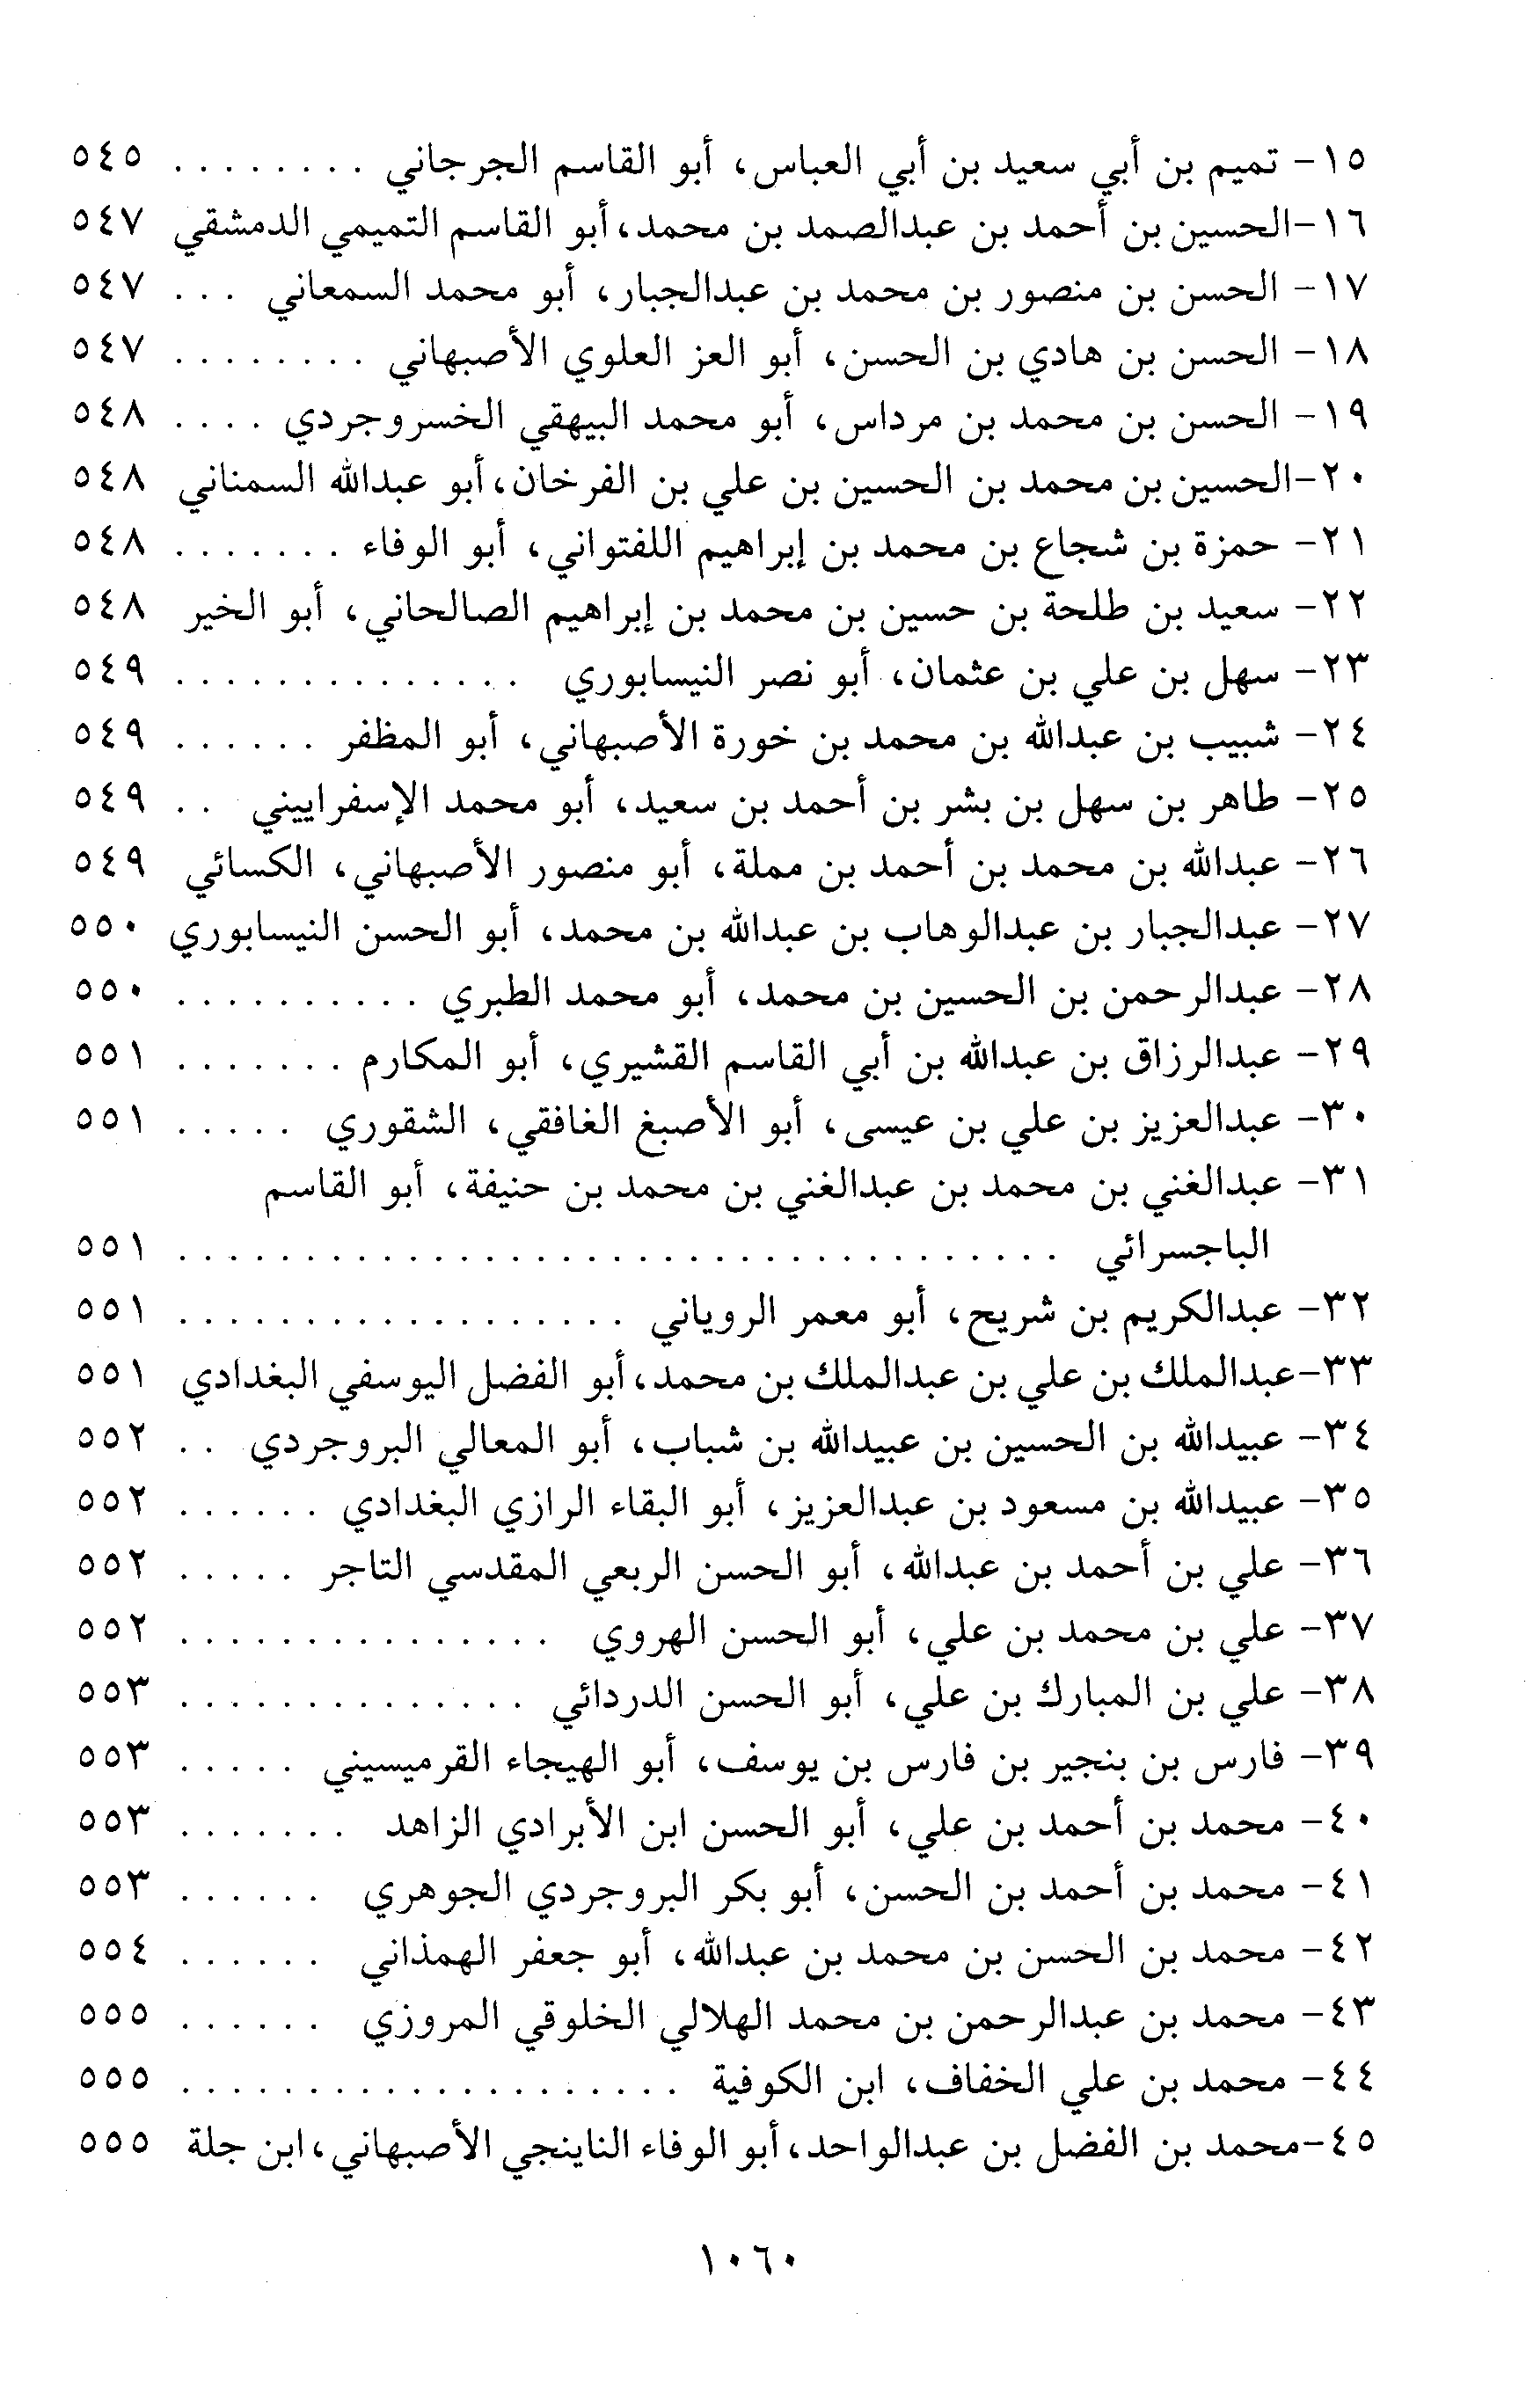 ١٥- تميم بن أبي سعيد بن أبي العباس، أبو القاسم الجرجاني . . . . . . . . ٥٤٥
١٦-الحسين بن أحمد بن عبدالصمد بن محمد، أبو القاسم التميمي الدمشقي ٥٤٧
١٧- الحسن بن منصور بن محمد بن عبدالجبار، أبو محمد السمعاني . . . ٥٤٧
١٨- الحسن بن هادي بن الحسن، أبو العز العلوي الأصبهاني . . . . . . . . ٥٤٧
١٩- الحسن بن محمد بن مرداس، أبو محمد البيهقي الخسروجردي . . . . ٥٤٨
٢٠-الحسين بن محمد بن الحسين بن علي بن الفرخان، أبو عبدالله السمناني ٥٤٨
٢١- حمزة بن شجاع بن محمد بن إبراهيم اللفتواني، أبو الوفاء . . . . . . . ٥٤٨
٢٢- سعيد بن طلحة بن حسين بن محمد بن إبراهيم الصالحاني، أبو الخير ٥٤٨
٢٣- سهل بن علي بن عثمان، أبو نصر النيسابوري . . . . . . . . . . . . . . ٥٤٩
٢٤- شبيب بن عبدالله بن محمد بن خورة الأصبهاني، أبو المظفر . . . . . . ٥٤٩
٢٥- طاهر بن سهل بن بشر بن أحمد بن سعيد، أبو محمد الإسفراييني . . ٥٤٩
٢٦- عبدالله بن محمد بن أحمد بن مملة، أبو منصور الأصبهاني، الكسائي ٥٤٩
٢٧- عبدالجبار بن عبدالوهاب بن عبدالله بن محمد، أبو الحسن النيسابوري ٥٥٠
٢٨- عبدالرحمن بن الحسين بن محمد، أبو محمد الطبري . . . . . . . . . . ٥٥٠
٢٩- عبدالرزاق بن عبدالله بن أبي القاسم القشيري، أبو المكارم . . . . . . . ٥٥١
٣٠- عبدالعزيز بن علي بن عيسى، أبو الأصبغ الغافقي، الشقوري . . . . . ٥٥١
٣١- عبدالغني بن محمد بن عبدالغني بن محمد بن حنيفة، أبو القاسم
الباجسرائي . . . . . . . . . . . . . . . . . . . . . . . . . . . . . . . . . . . ٥٥١
٣٢- عبدالكريم بن شريح، أبو معمر الروياني . . . . . . . . . . . . . . . . . . ٥٥١
٣٣-عبدالملك بن علي بن عبدالملك بن محمد، أبو الفضل اليوسفي البغدادي ٥٥١
٣٤- عبيدالله بن الحسين بن عبيدالله بن شباب، أبو المعالي البروجردي . . ٥٥٢
٣٥- عبيدالله بن مسعود بن عبدالعزيز، أبو البقاء الرازي البغدادي . . . . . . ٥٥٢
٣٦- علي بن أحمد بن عبدالله، أبو الحسن الربعي المقدسي التاجر . . . . . ٥٥٢
٣٧- علي بن محمد بن علي، أبو الحسن الهروي . . . . . . . . . . . . . . . ٥٥٢
٣٨- علي بن المبارك بن علي، أبو الحسن الدردائي . . . . . . . . . . . . . . ٥٥٣
٣٩- فارس بن بنجير بن فارس بن يوسف، أبو الهيجاء القرميسيني . . . . . ٥٥٣
٤٠- محمد بن أحمد بن علي، أبو الحسن ابن الأبرادي الزاهد . . . . . . . ٥٥٣
٤١- محمد بن أحمد بن الحسن، أبو بكر البروجردي الجوهري . . . . . . ٥٥٣
٤٢- محمد بن الحسن بن محمد بن عبدالله، أبو جعفر الهمذاني . . . . . . ٥٥٤
٤٣- محمد بن عبدالرحمن بن محمد الهلالي الخلوقي المروزي . . . . . . ٥٥٥
٤٤- محمد بن علي الخفاف، ابن الكوفية . . . . . . . . . . . . . . . . . . . . ٥٥٥
٤٥-محمد بن الفضل بن عبدالواحد، أبو الوفاء الناينجي الأصبهاني، ابن جلة ٥٥٥
١٠٦٠